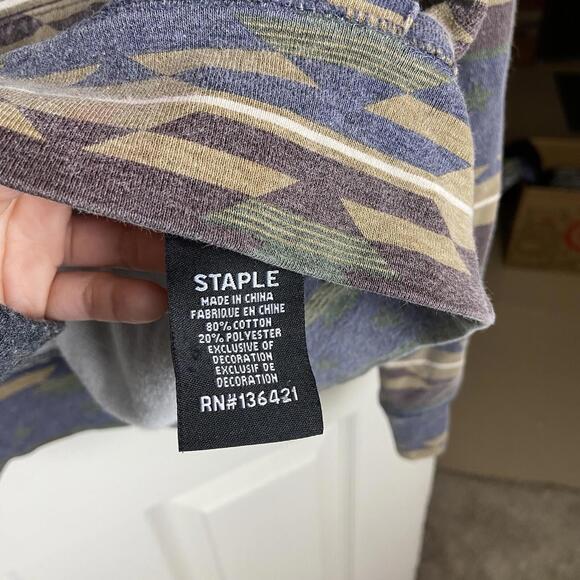 STAPLE
MADE IN CHINA
FABRIQUE EN CHINE
80% COTTON
20% POLYESTER
EXCLUSIVE OF
DECORATION
EXCLUSIF DE
DECORATION
RN#136421